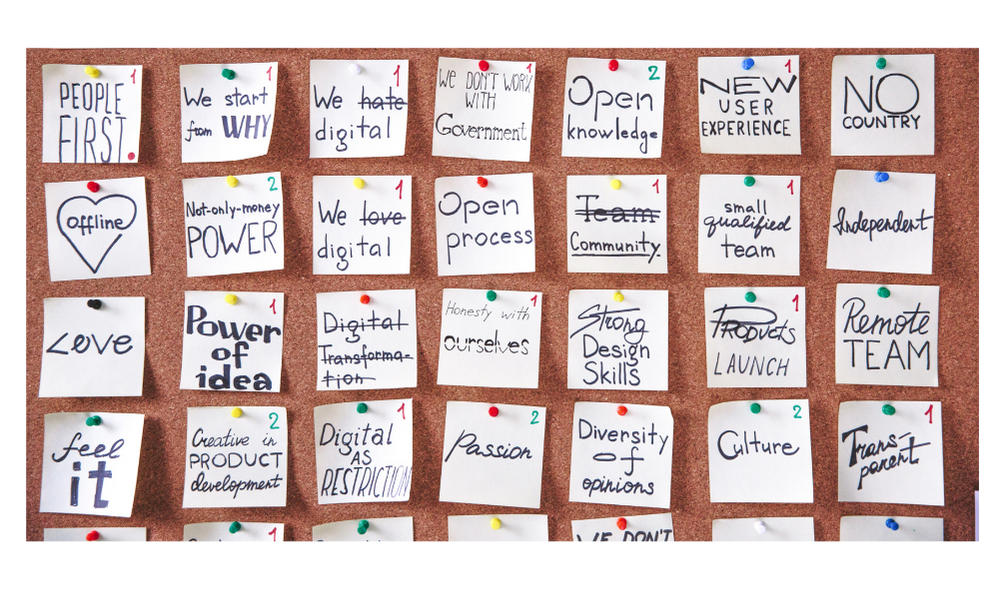 PEOPLE
FIRST.
1
We start
from WHY
1
We hate
digital
1
WE DON'T WORK
WITH
Government
1
Open
knowledge
2
NEW
USER
EXPERIENCE
1
NO
COUNTRY
offline
Not-only-money
POWER
2
We love
digital
1
Open
process
Team
Community.
1
small
qualified
team
1
Independent
Love
Power
of
idea
1
Digital
Transforma-
tion
Honesty with
ourselves
1
Strong
Design
Skills
PRODUCTS
LAUNCH
1
Remote
TEAM
feel
it
Creative in
PRODUCT
development
2
Digital
AS
RESTRICTION
1
Passion
2
Diversity
of
opinions
Culture
2
Trans-
parent
1
1
WE DON'T